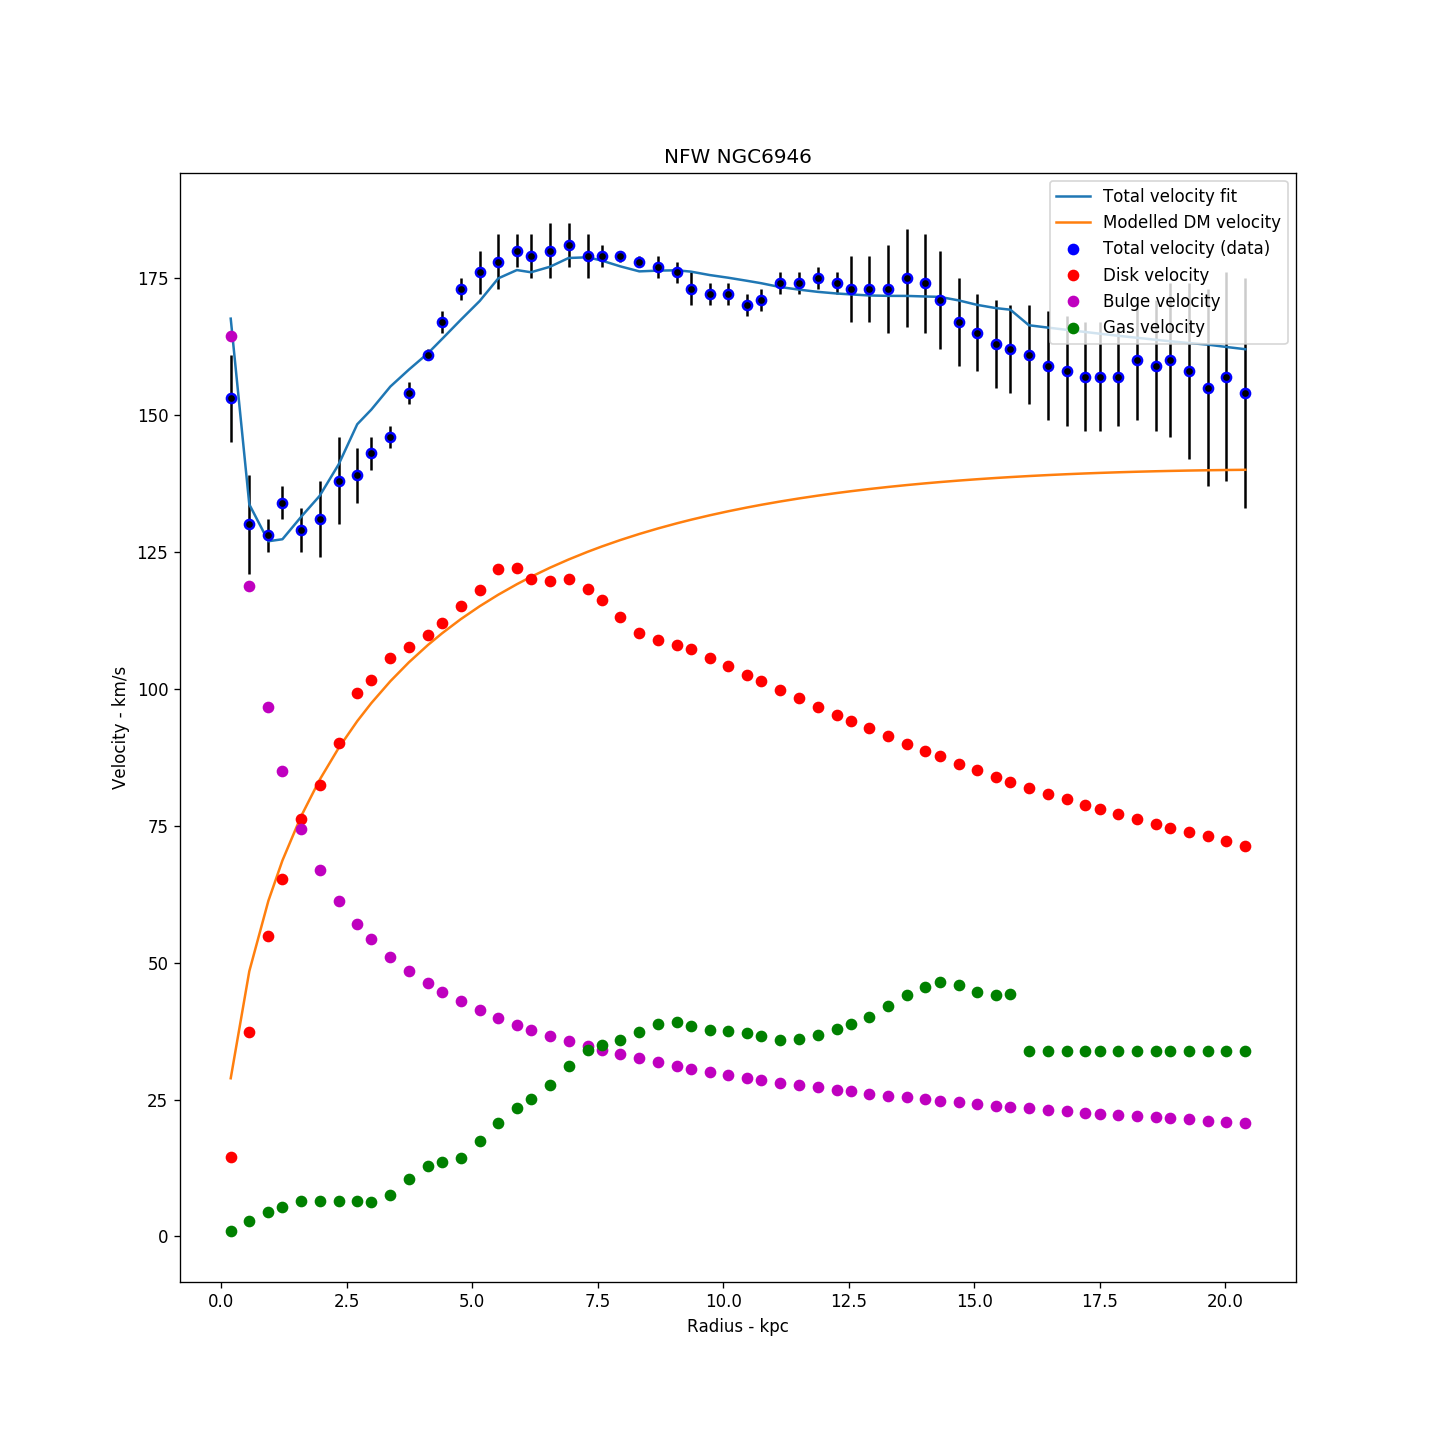 NFW NGC6946
Total velocity fit
Modelled DM velocity
Total velocity (data)
Disk velocity
Bulge velocity
Gas velocity
175
150
125
100
75
50
25
0
Velocity - km/s
0.0 2.5 5.0 7.5 10.0 12.5 15.0 17.5 20.0
Radius - kpc